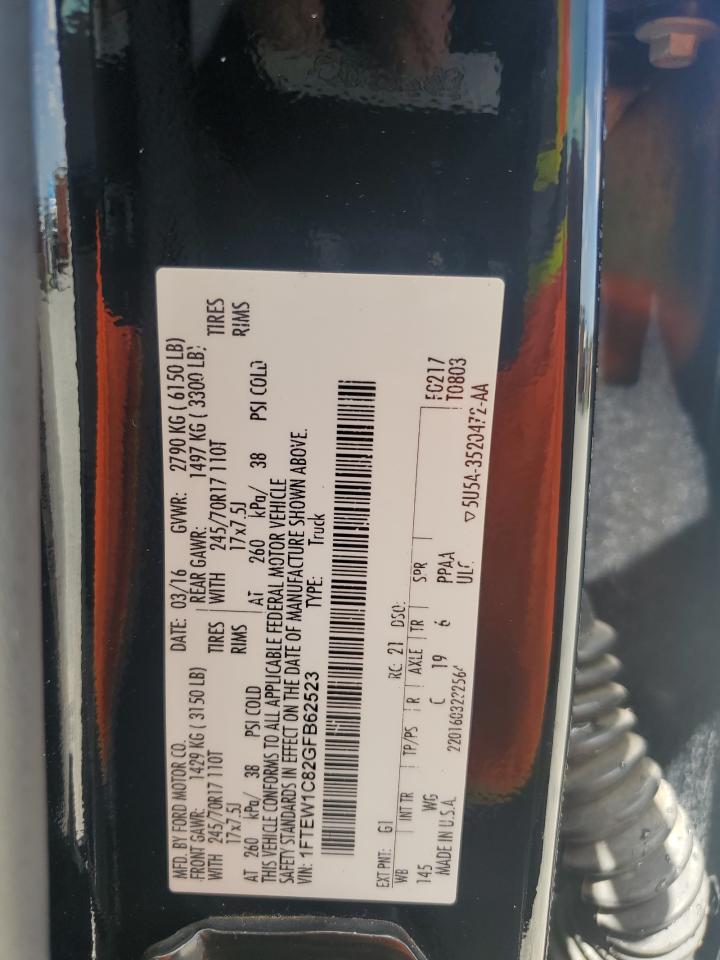 MFD. BY FORD MOTOR CO. DATE: 03/16 GVWR: 2790 KG ( 6150 LB)
FRONT GAWR: 1429 KG ( 3150 LB) REAR GAWR: 1497 KG ( 3300 LB)
WITH 245/70R17 110T TIRES WITH 245/70R17 110T TIRES
17x7.5J RIMS 17x7.5J RIMS
AT 260 kPa/ 38 PSI COLD AT 260 kPa/ 38 PSI COLD
THIS VEHICLE CONFORMS TO ALL APPLICABLE FEDERAL MOTOR VEHICLE
SAFETY STANDARDS IN EFFECT ON THE DATE OF MANUFACTURE SHOWN ABOVE.
VIN: 1FTEW1C82GFB62523 TYPE: Truck
EXT PNT: G1 RC: 21 DSO: F0217
WB INT TR TP/PS R AXLE TR SPR T0803
145 WG C 19 6 PPAA
MADE IN U.S.A. ULC
▽5U5A-3520472-AA